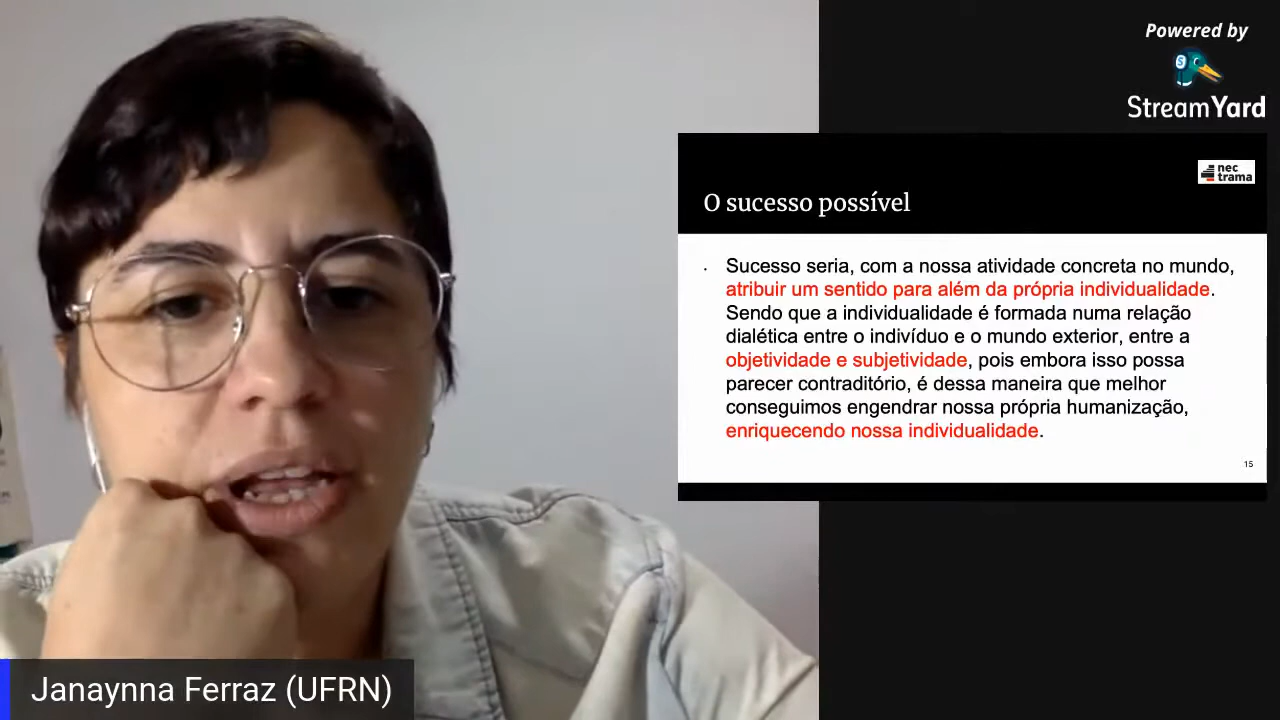 Powered by
StreamYard
nec
trama
O sucesso possível
· Sucesso seria, com a nossa atividade concreta no mundo,
atribuir um sentido para além da própria individualidade.
Sendo que a individualidade é formada numa relação
dialética entre o indivíduo e o mundo exterior, entre a
objetividade e subjetividade, pois embora isso possa
parecer contraditório, é dessa maneira que melhor
conseguimos engendrar nossa própria humanização,
enriquecendo nossa individualidade.
15
Janaynna Ferraz (UFRN)